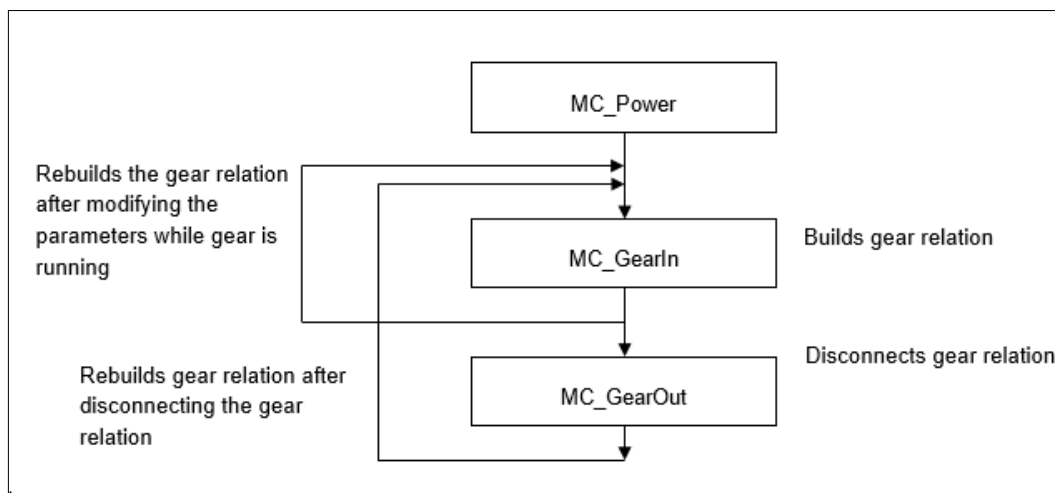 MC_Power
Rebuilds the gear relation
after modifying the
parameters while gear is
running
MC_GearIn
Builds gear relation
Disconnects gear relation
Rebuilds gear relation after
disconnecting the gear
relation
MC_GearOut